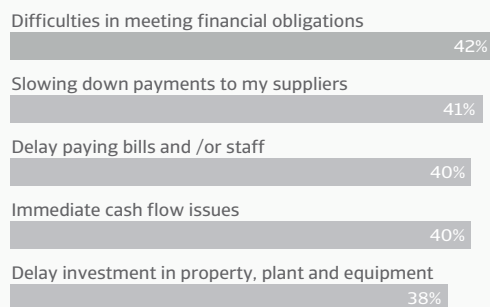 Difficulties in meeting financial obligations
42%
Slowing down payments to my suppliers
41%
Delay paying bills and /or staff
40%
Immediate cash flow issues
40%
Delay investment in property, plant and equipment
38%